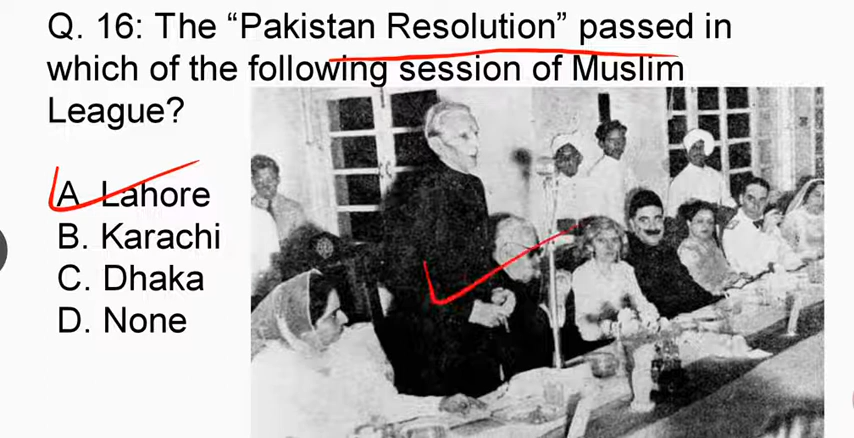 Q. 16: The “Pakistan Resolution” passed in
which of the following session of Muslim
League?
A. Lahore
B. Karachi
C. Dhaka
D. None